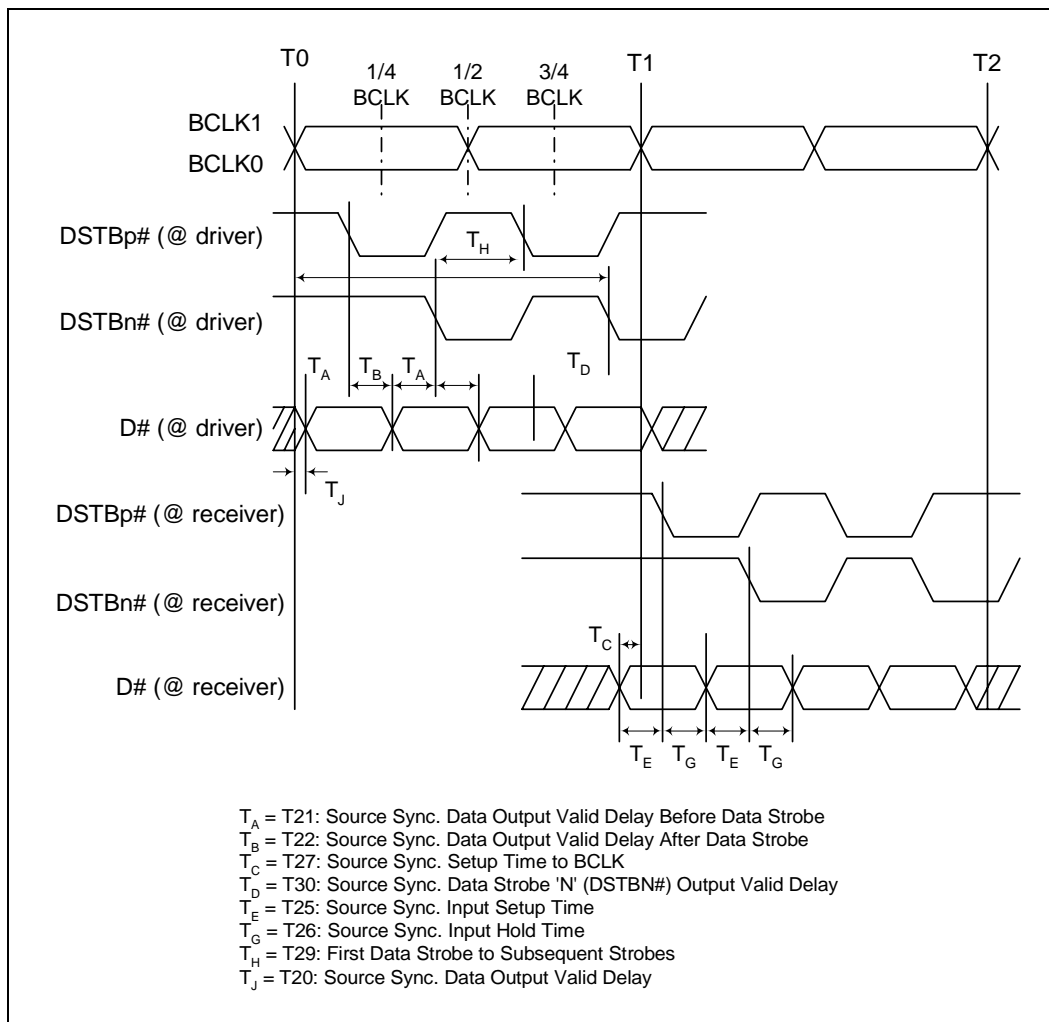 T0
T1
T2
1/4
BCLK
1/2
BCLK
3/4
BCLK
BCLK1
BCLK0
DSTBp# (@ driver)
TH
DSTBn# (@ driver)
TA
TB
TA
TD
D# (@ driver)
TJ
DSTBp# (@ receiver)
DSTBn# (@ receiver)
TC
D# (@ receiver)
TE
TG
TE
TG
TA = T21: Source Sync. Data Output Valid Delay Before Data Strobe
TB = T22: Source Sync. Data Output Valid Delay After Data Strobe
TC = T27: Source Sync. Setup Time to BCLK
TD = T30: Source Sync. Data Strobe 'N' (DSTBN#) Output Valid Delay
TE = T25: Source Sync. Input Setup Time
TG = T26: Source Sync. Input Hold Time
TH = T29: First Data Strobe to Subsequent Strobes
TJ = T20: Source Sync. Data Output Valid Delay